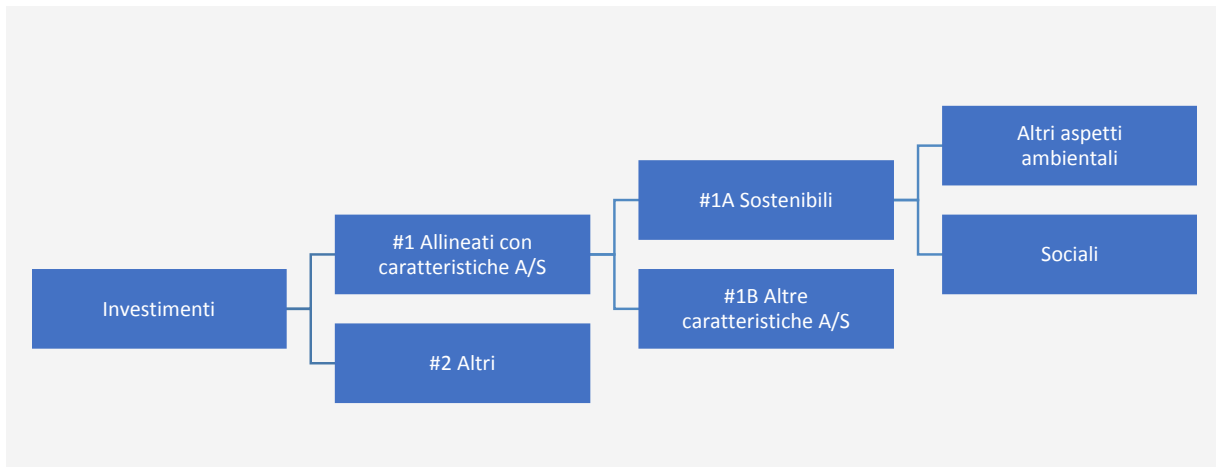 Investimenti
#1 Allineati con
caratteristiche A/S
#2 Altri
#1A Sostenibili
#1B Altre
caratteristiche A/S
Altri aspetti
ambientali
Sociali